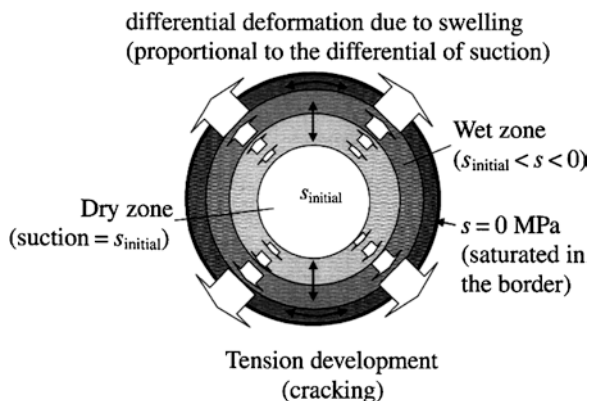 differential deformation due to swelling
(proportional to the differential of suction)
Wet zone
(s_initial < s < 0)
s_initial
Dry zone
(suction = s_initial)
s = 0 MPa
(saturated in
the border)
Tension development
(cracking)